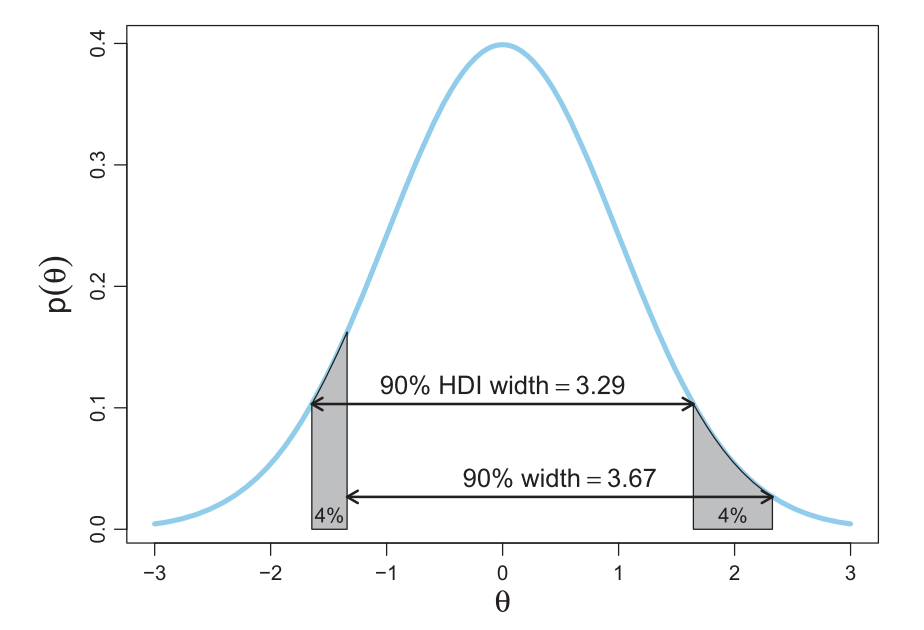 p(θ)
0.4
0.3
0.2
0.1
0.0
90% HDI width = 3.29
90% width = 3.67
4%
4%
−3 −2 −1 0 1 2 3
θ